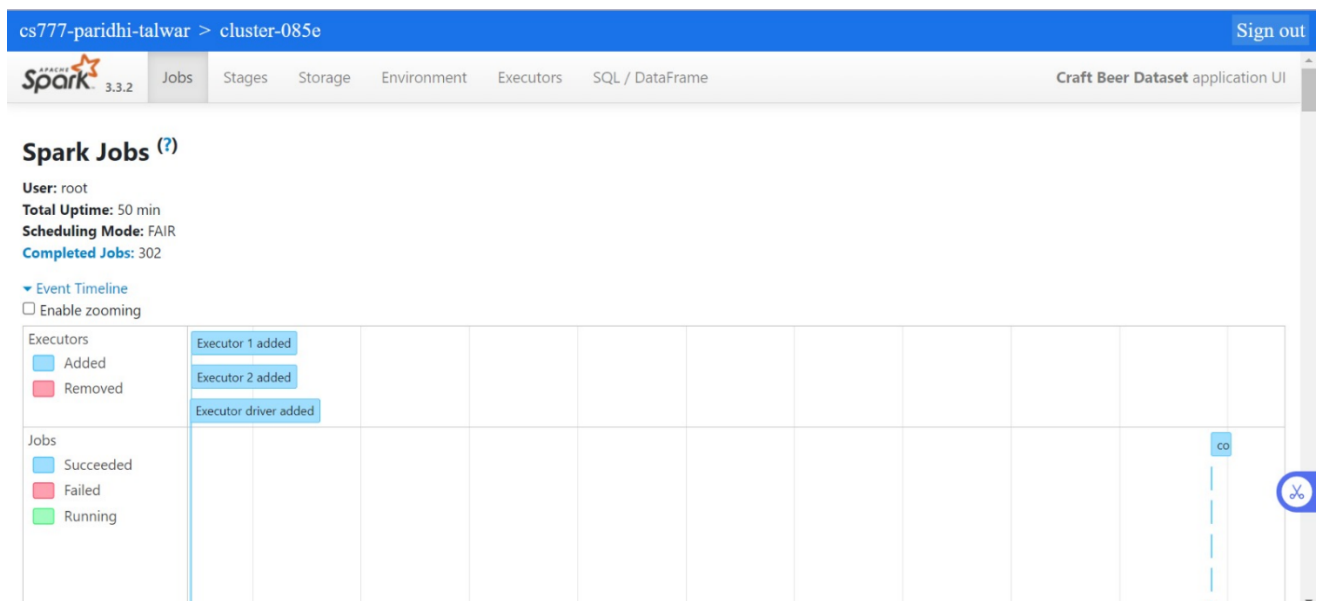 cs777-paridhi-talwar > cluster-085e Sign out
APACHE Spark 3.3.2 Jobs Stages Storage Environment Executors SQL / DataFrame Craft Beer Dataset application UI
Spark Jobs (?)
User: root
Total Uptime: 50 min
Scheduling Mode: FAIR
Completed Jobs: 302
Event Timeline
Enable zooming
Executors
Added
Removed
Executor 1 added
Executor 2 added
Executor driver added
Jobs
Succeeded
Failed
Running
co